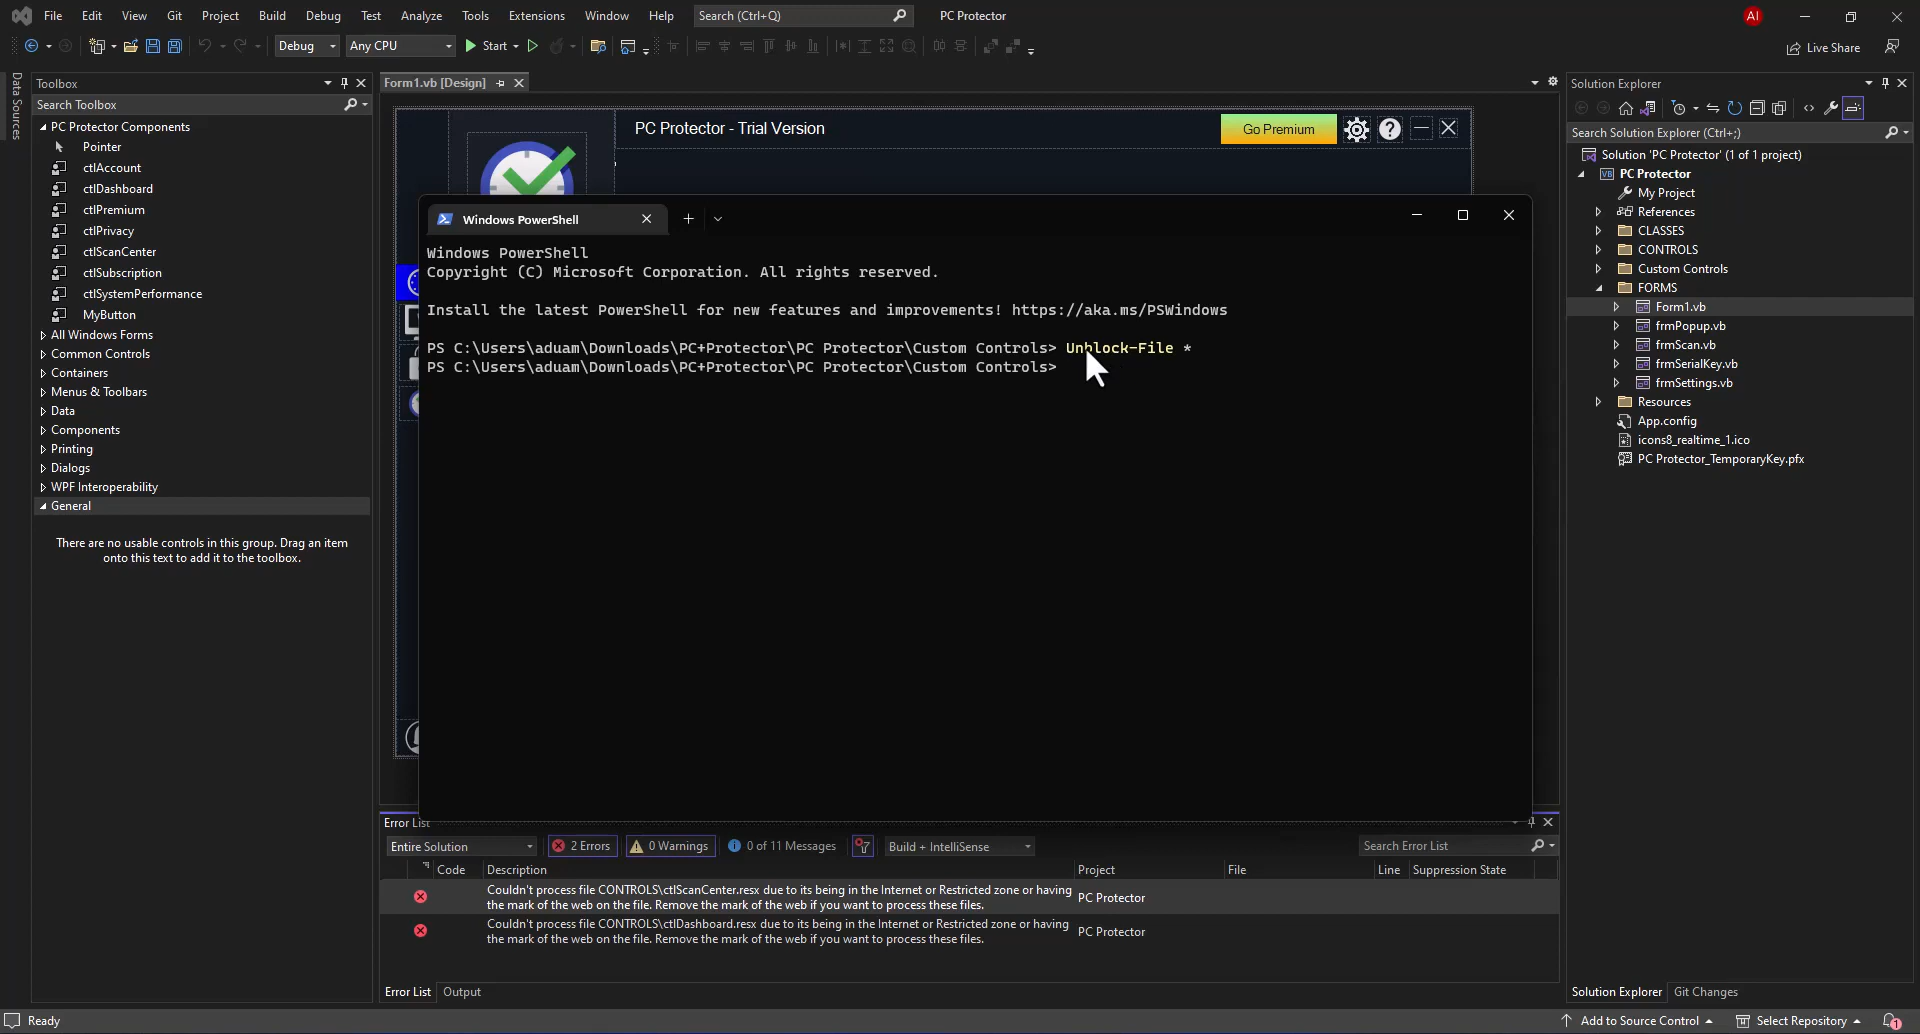 File Edit View Git Project Build Debug Test Analyze Tools Extensions Window Help Search (Ctrl+Q) PC Protector AI
Debug Any CPU Start Live Share
Data Sources
Toolbox
Search Toolbox
PC Protector Components
Pointer
ctlAccount
ctlDashboard
ctlPremium
ctlPrivacy
ctlScanCenter
ctlSubscription
ctlSystemPerformance
MyButton
All Windows Forms
Common Controls
Containers
Menus & Toolbars
Data
Components
Printing
Dialogs
WPF Interoperability
General
There are no usable controls in this group. Drag an item
onto this text to add it to the toolbox.
Form1.vb [Design]
PC Protector - Trial Version
Go Premium
Windows PowerShell
Windows PowerShell
Copyright (C) Microsoft Corporation. All rights reserved.
Install the latest PowerShell for new features and improvements! https://aka.ms/PSWindows
PS C:\Users\aduam\Downloads\PC+Protector\PC Protector\Custom Controls> Unblock-File *
PS C:\Users\aduam\Downloads\PC+Protector\PC Protector\Custom Controls>
Error List
Entire Solution 2 Errors 0 Warnings 0 of 11 Messages Build + IntelliSense Search Error List
Code Description Project File Line Suppression State
Couldn't process file CONTROLS\ctlScanCenter.resx due to its being in the Internet or Restricted zone or having
the mark of the web on the file. Remove the mark of the web if you want to process these files.
PC Protector
Couldn't process file CONTROLS\ctlDashboard.resx due to its being in the Internet or Restricted zone or having
the mark of the web on the file. Remove the mark of the web if you want to process these files.
PC Protector
Error List Output
Solution Explorer
Search Solution Explorer (Ctrl+;)
Solution 'PC Protector' (1 of 1 project)
VB PC Protector
My Project
References
CLASSES
CONTROLS
Custom Controls
FORMS
Form1.vb
frmPopup.vb
frmScan.vb
frmSerialKey.vb
frmSettings.vb
Resources
App.config
icons8_realtime_1.ico
PC Protector_TemporaryKey.pfx
Solution Explorer Git Changes
Ready Add to Source Control Select Repository 1